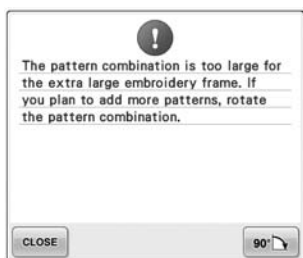 The pattern combination is too large for
the extra large embroidery frame. If
you plan to add more patterns, rotate
the pattern combination.
CLOSE
90°